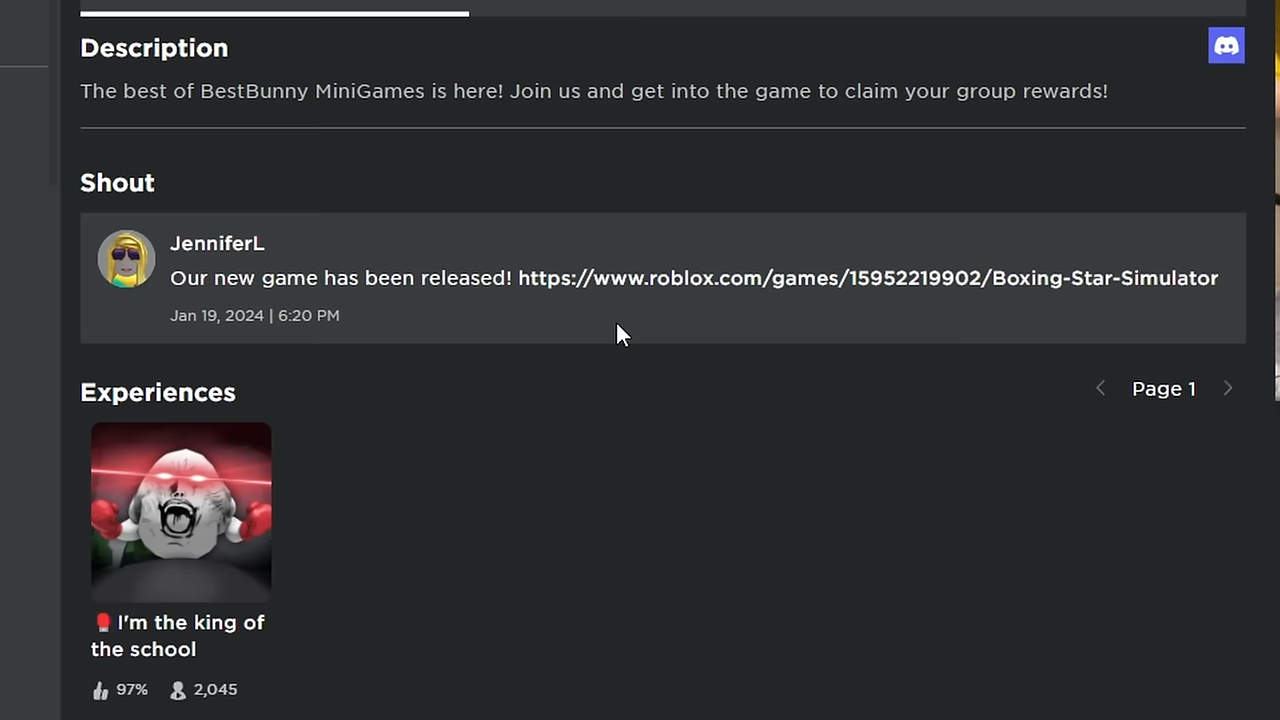 Description
The best of BestBunny MiniGames is here! Join us and get into the game to claim your group rewards!
Shout
JenniferL
Our new game has been released! https://www.roblox.com/games/15952219902/Boxing-Star-Simulator
Jan 19, 2024 | 6:20 PM
Experiences
Page 1
🥊 I'm the king of
the school
97% 2,045